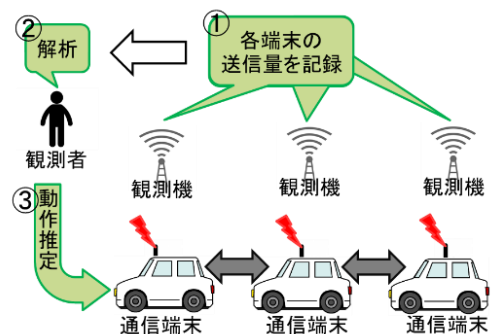 ②
解析
①
各端末の
送信量を記録
観測者
観測機
観測機
観測機
③
動作推定
通信端末
通信端末
通信端末